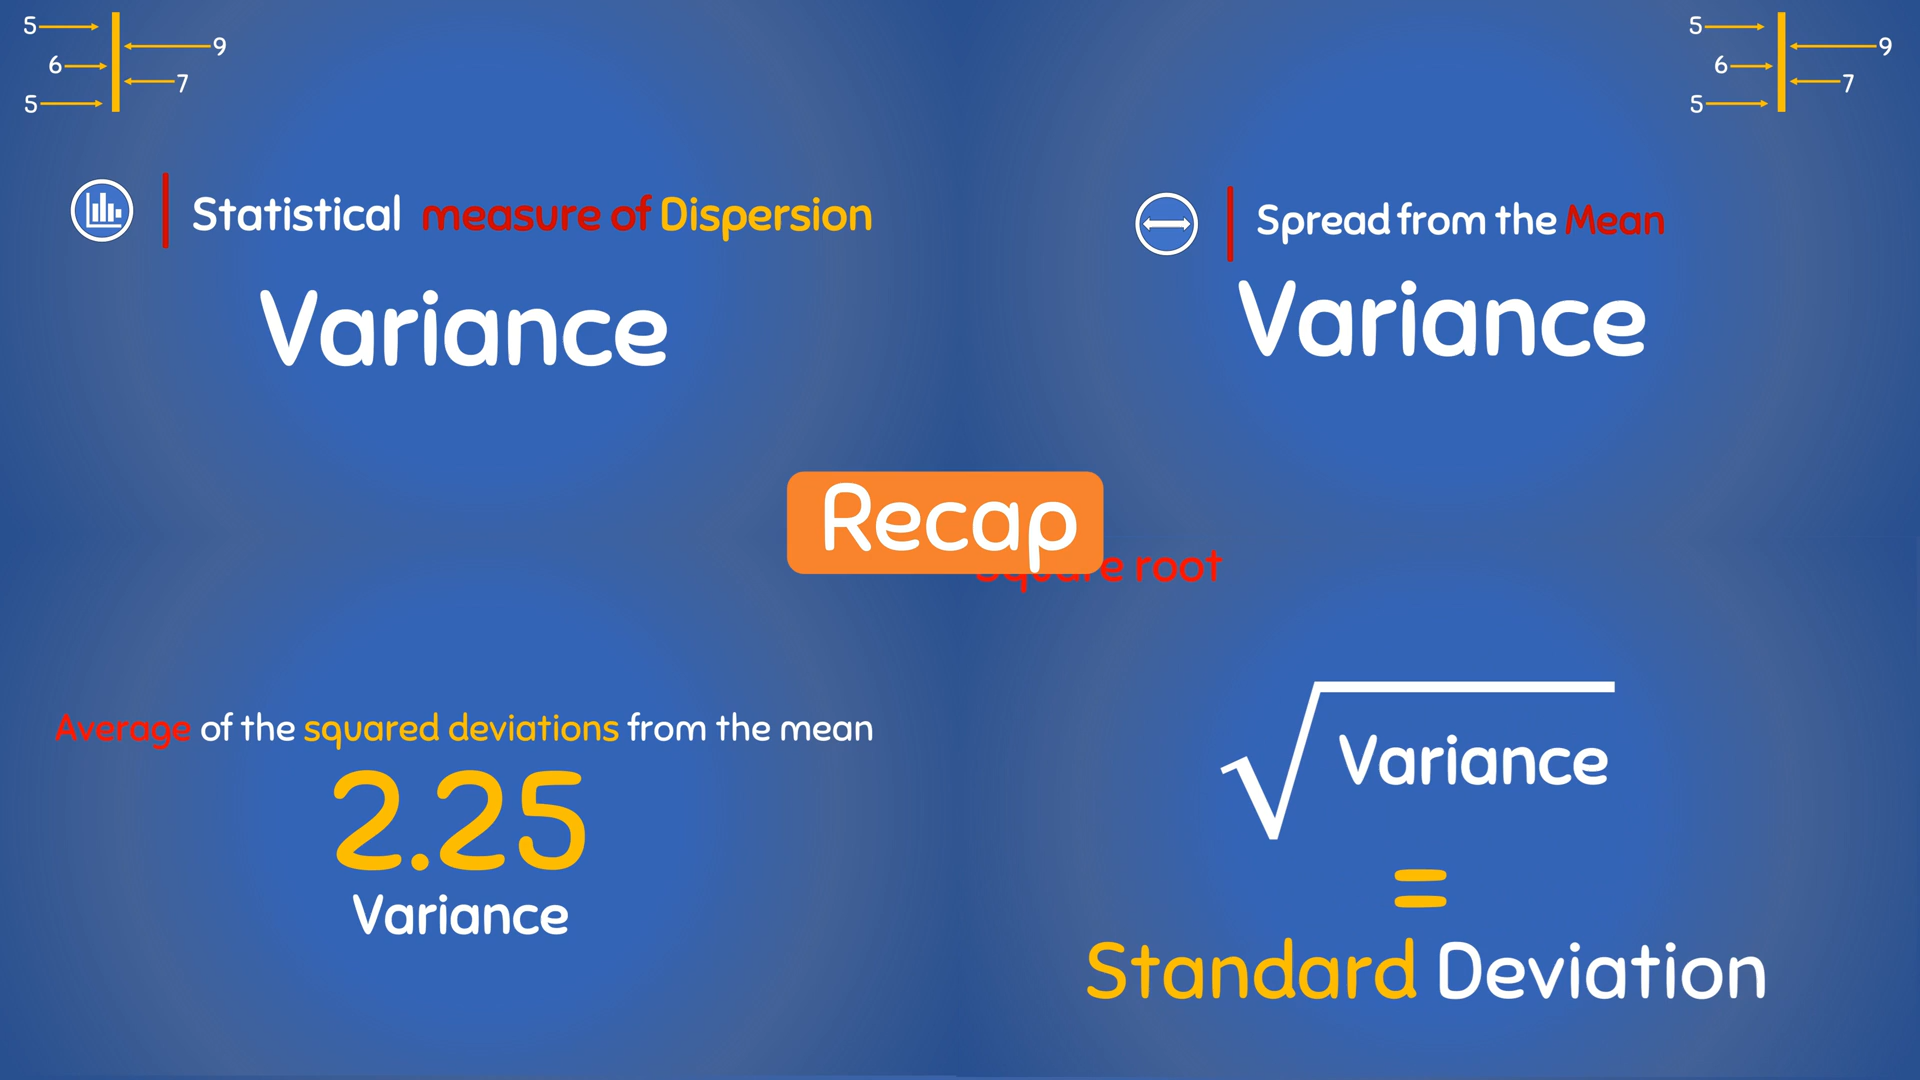 5
9
6
7
5
Statistical measure of Dispersion
Variance
5
9
6
7
5
Spread from the Mean
Variance
Recap
square root
Average of the squared deviations from the mean
2.25
Variance
√Variance
=
Standard Deviation